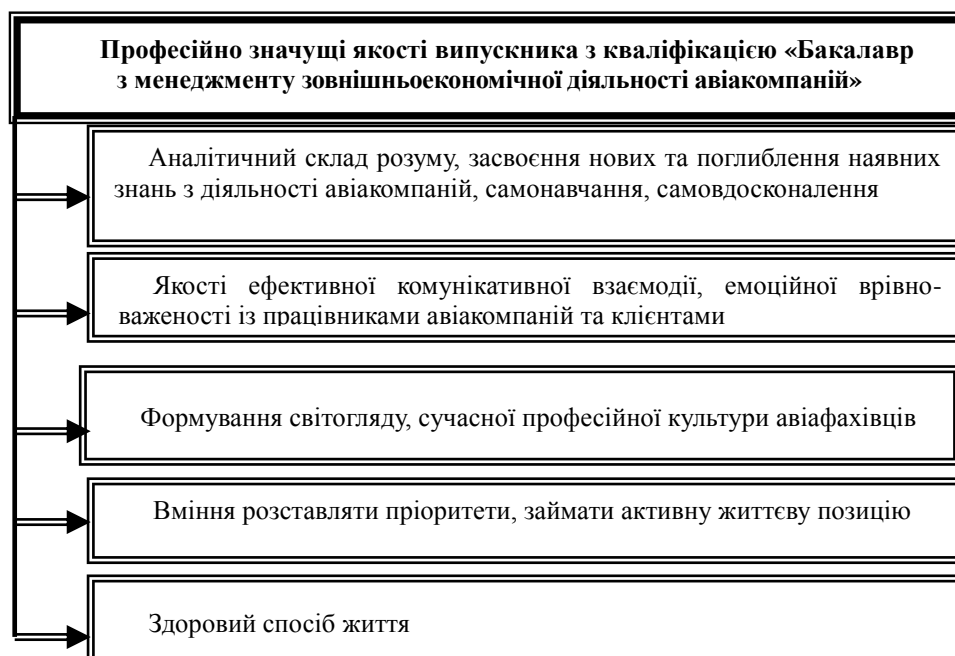 Професійно значущі якості випускника з кваліфікацією «Бакалавр
з менеджменту зовнішньоекономічної діяльності авіакомпаній»
Аналітичний склад розуму, засвоєння нових та поглиблення наявних
знань з діяльності авіакомпаній, самонавчання, самовдосконалення
Якості ефективної комунікативної взаємодії, емоційної врівно-
важеності із працівниками авіакомпаній та клієнтами
Формування світогляду, сучасної професійної культури авіафахівців
Вміння розставляти пріоритети, займати активну життєву позицію
Здоровий спосіб життя